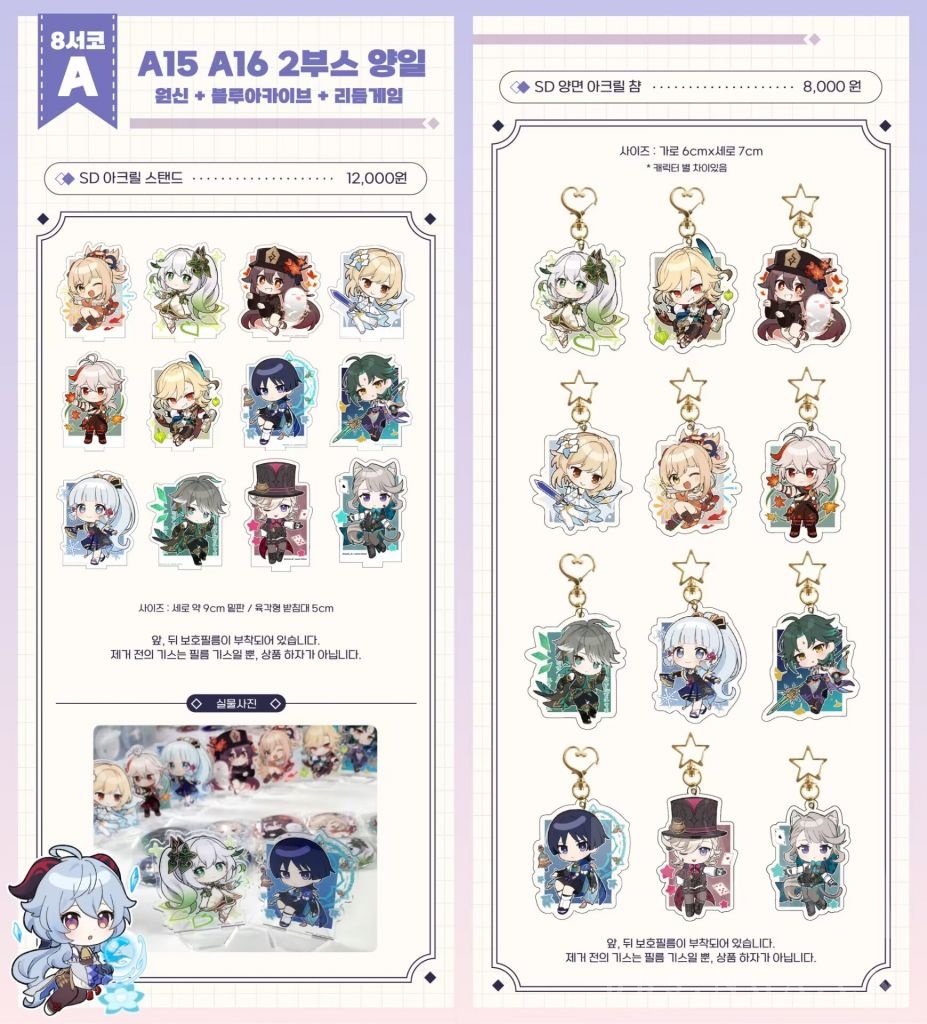 8서코
A
A15 A16 2부스 양일
원신 + 블루아카이브 + 리듬게임
SD 아크릴 스탠드 12,000원
사이즈 : 세로 약 9cm 밑판 / 육각형 받침대 5cm
앞, 뒤 보호필름이 부착되어 있습니다.
제거 전의 기스는 필름 기스일 뿐, 상품 하자가 아닙니다.
실물사진
SD 양면 아크릴 참 8,000 원
사이즈 : 가로 6cmx세로 7cm
* 캐릭터 별 차이있음
앞, 뒤 보호필름이 부착되어 있습니다.
제거 전의 기스는 필름 기스일 뿐, 상품 하자가 아닙니다.